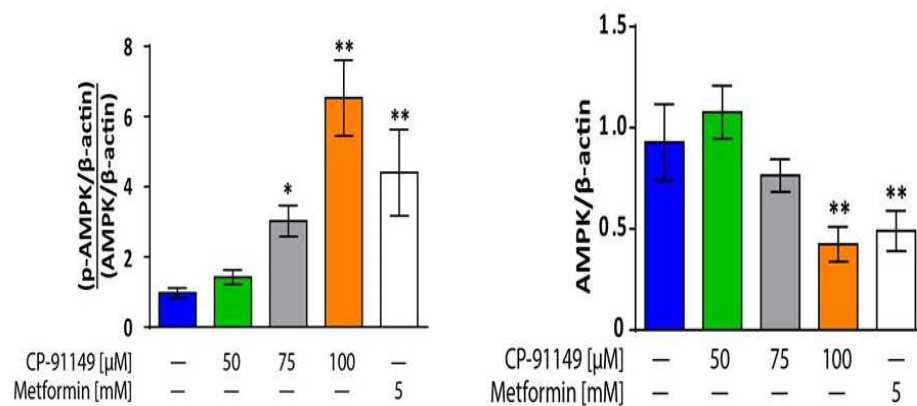 (p-AMPK/β-actin)
(AMPK/β-actin)
8
6
4
2
0
*
**
**
CP-91149 [µM] – 50 75 100 –
Metformin [mM] – – – – 5
AMPK/β-actin
1.5
1.0
0.5
0
**
**
CP-91149 [µM] – 50 75 100 –
Metformin [mM] – – – – 5